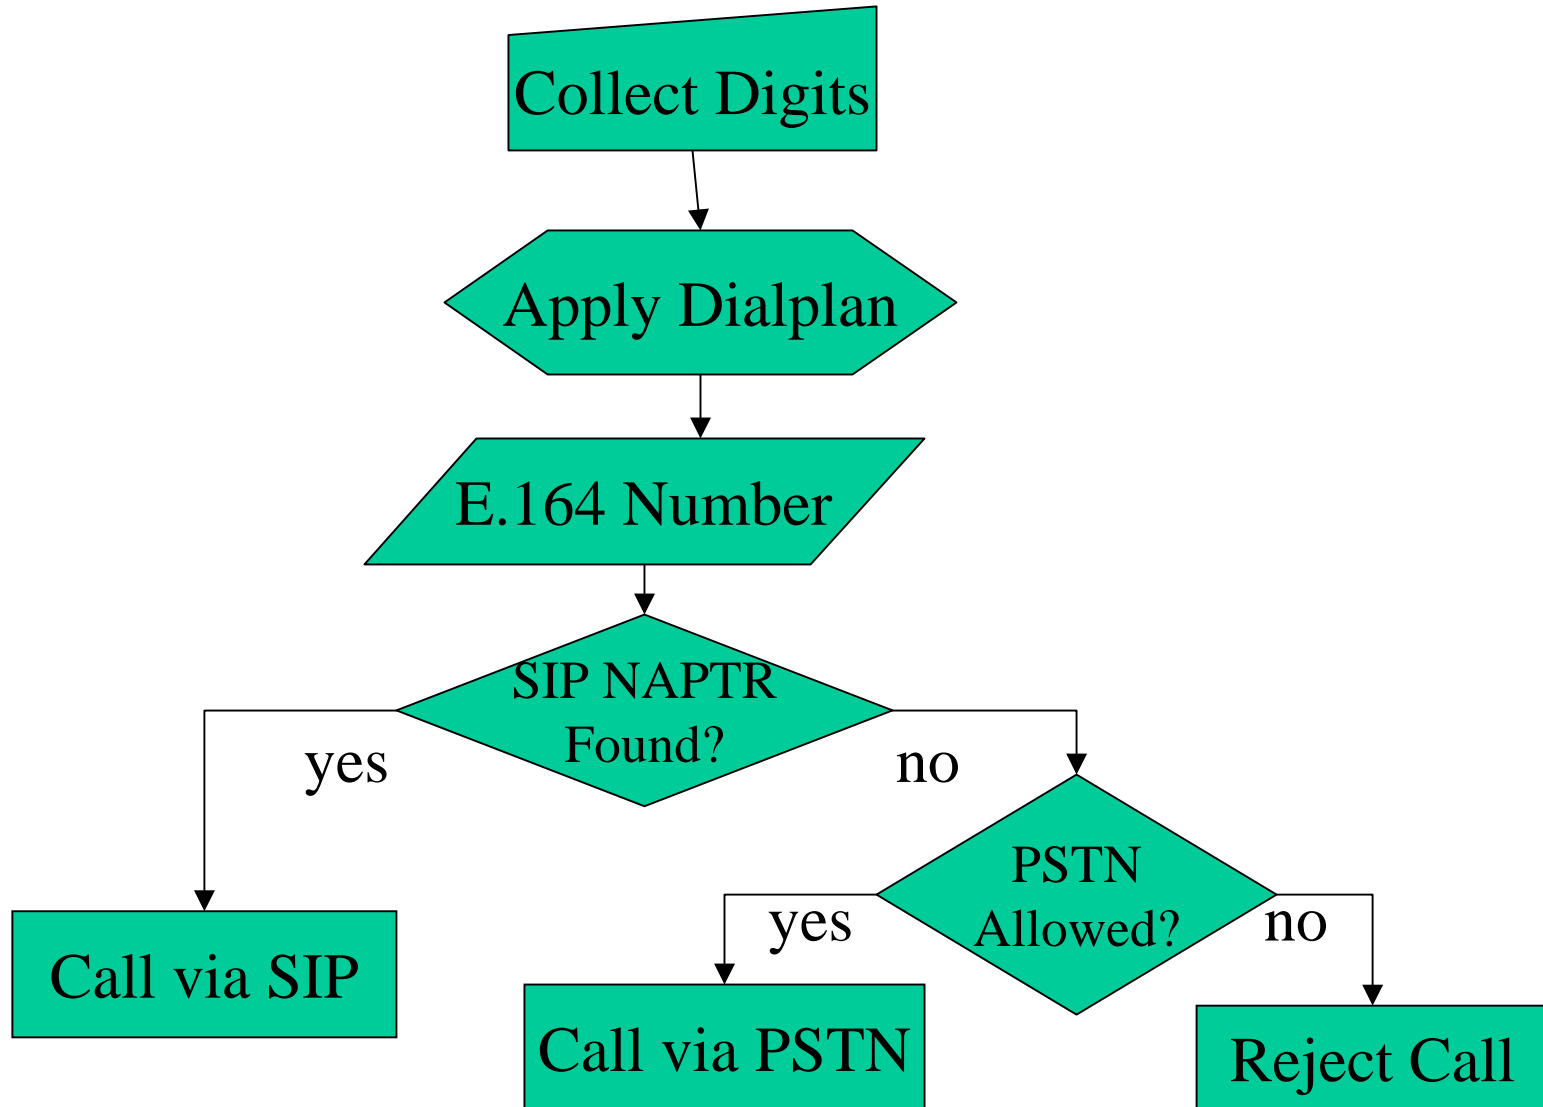 Collect Digits
Apply Dialplan
E.164 Number
SIP NAPTR
Found?
yes
no
PSTN
Allowed?
yes
no
Call via SIP
Call via PSTN
Reject Call